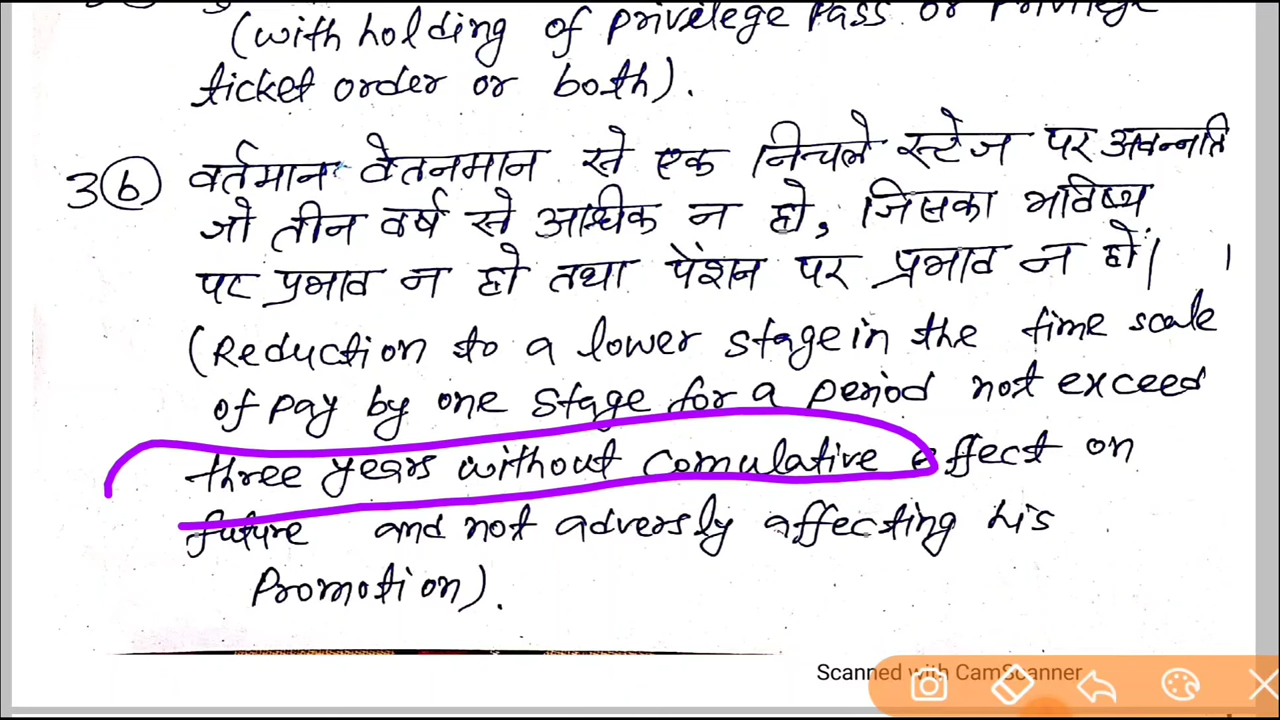 (with holding of privelege pass or privilege
ticket order or both).
3(b) वर्तमान वेतनमान से एक निचले स्टेज पर अवन्नति
जो तीन वर्ष से अधिक न हो, जिसका भविष्य
पर प्रभाव न हो तथा पेंशन पर प्रभाव न हों।
(Reduction to a lower stage in the time scale
of pay by one stage for a period not exceed
three years without comulative effect on
future and not adversly affecting his
Promotion).
Scanned with CamScanner